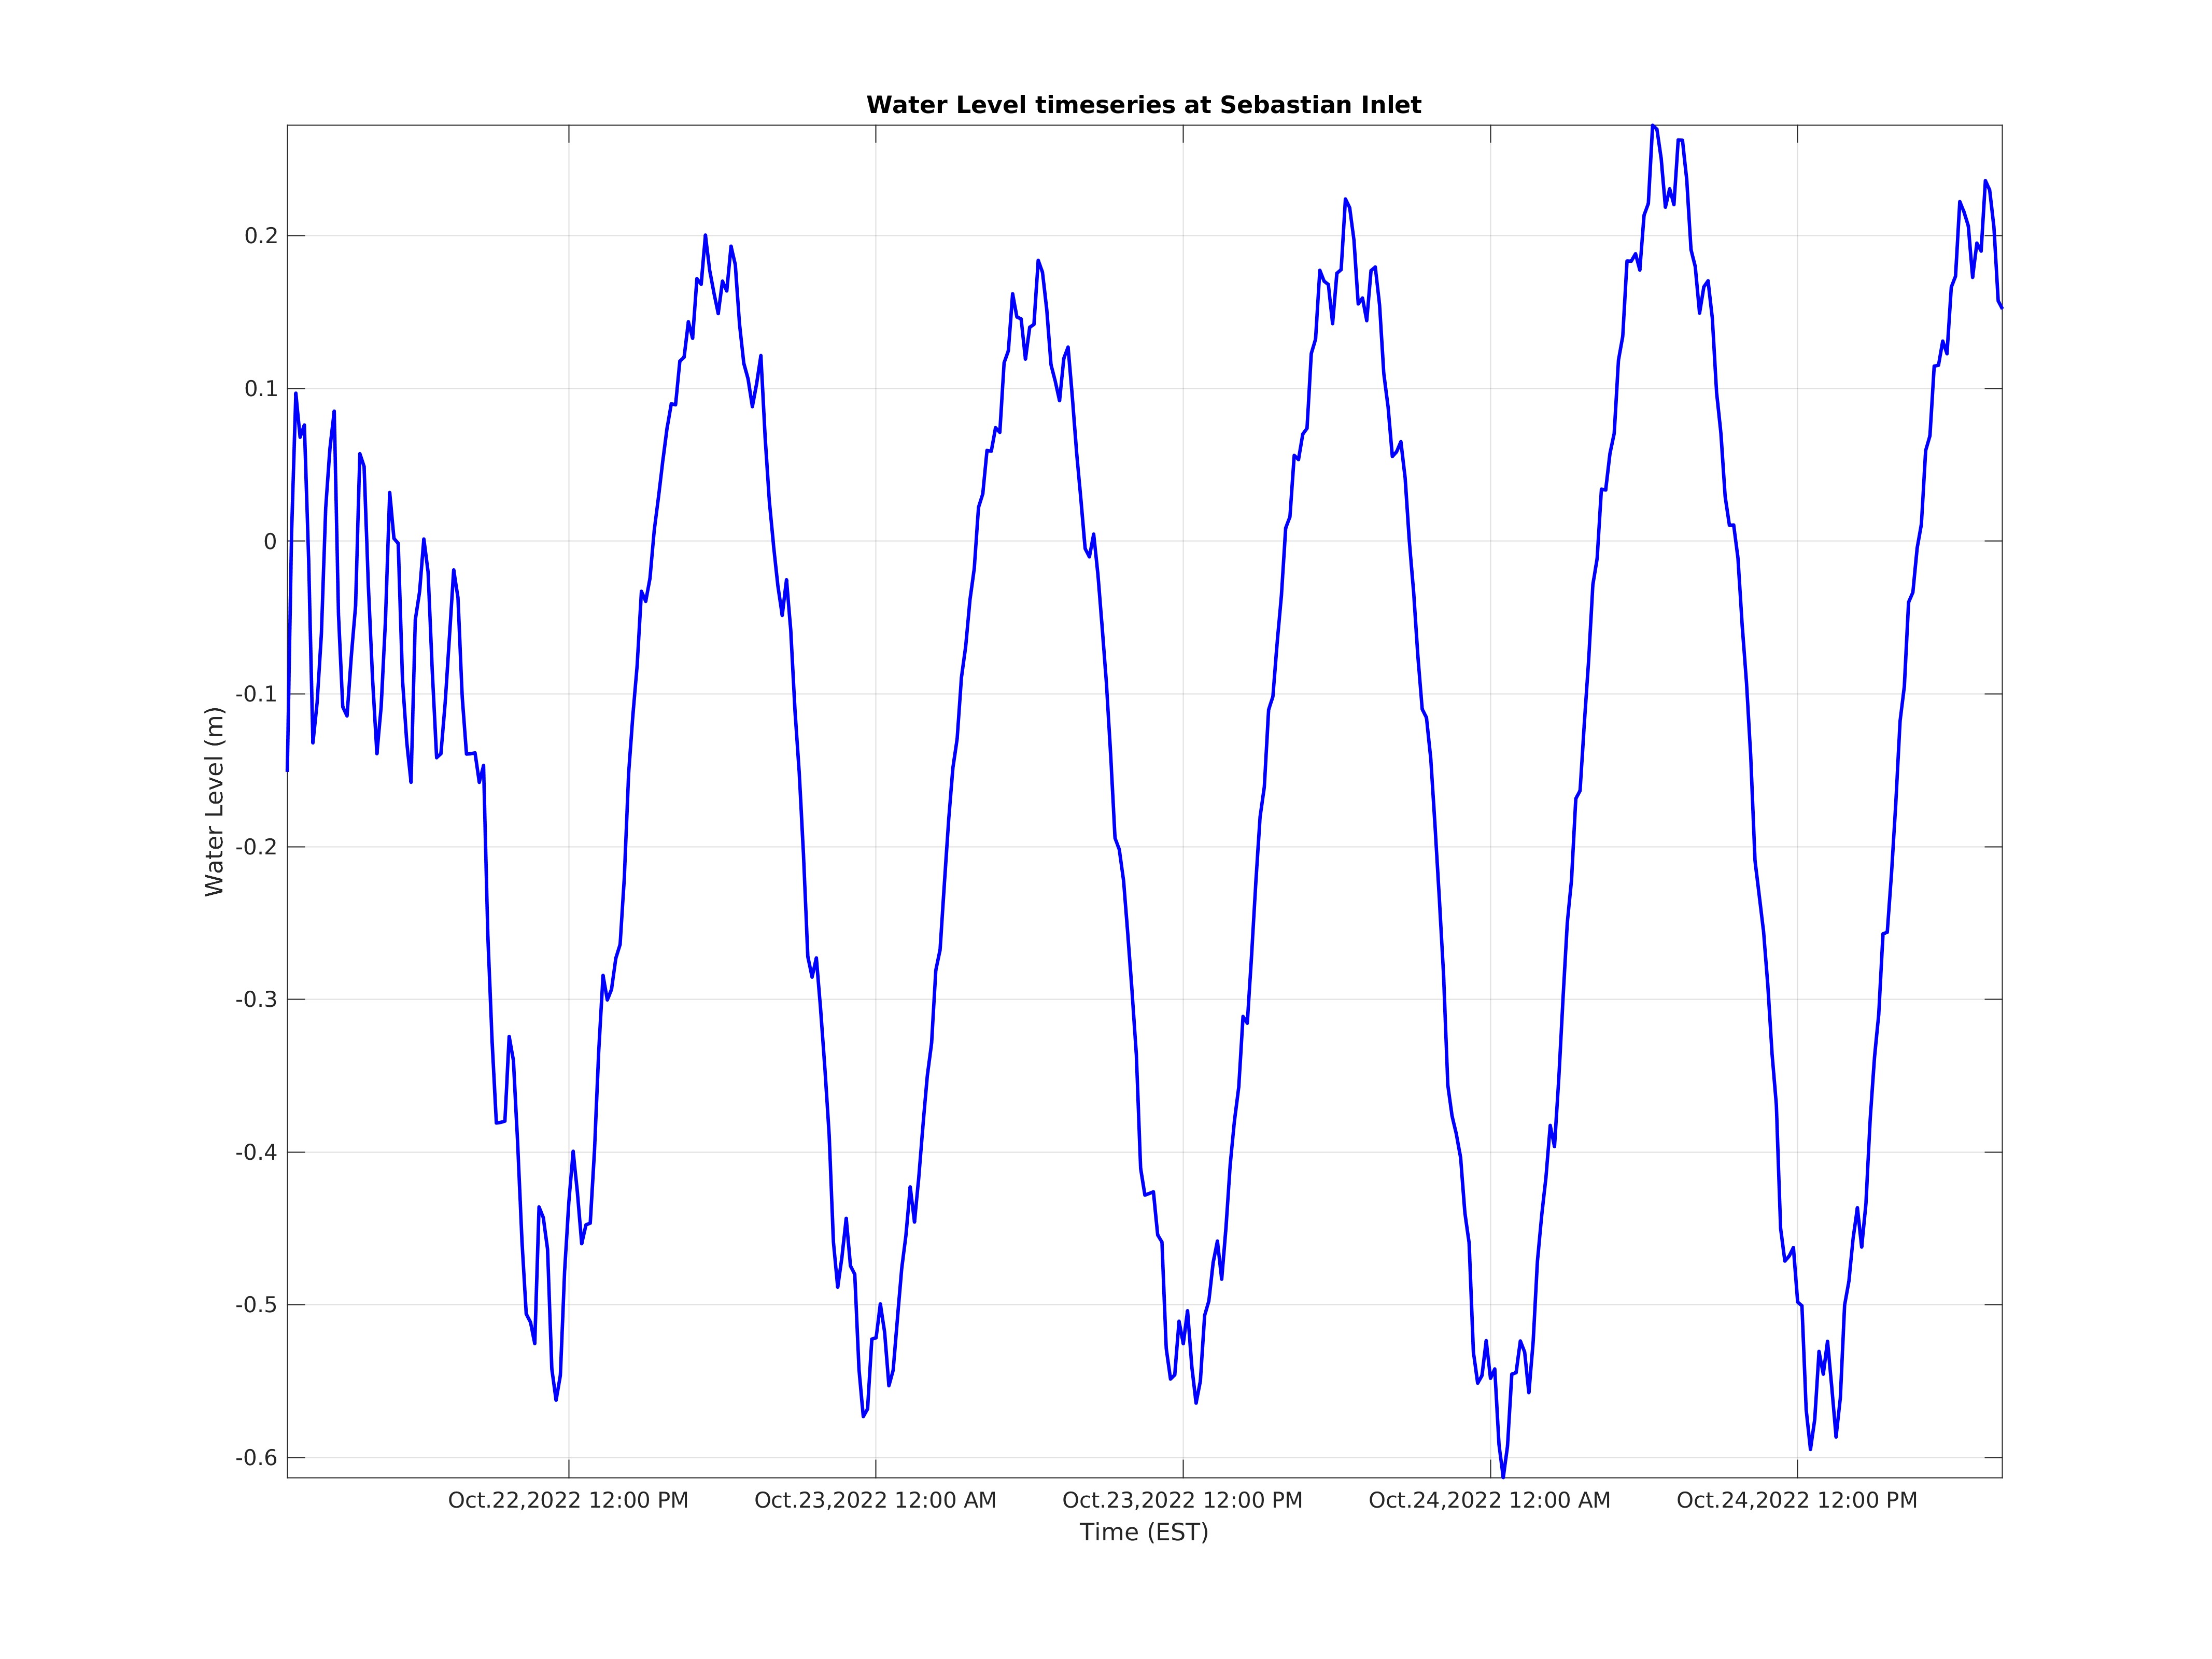 Water Level timeseries at Sebastian Inlet
0.2
0.1
0
-0.1
-0.2
-0.3
-0.4
-0.5
-0.6
Water Level (m)
Oct.22,2022 12:00 PM
Oct.23,2022 12:00 AM
Oct.23,2022 12:00 PM
Oct.24,2022 12:00 AM
Oct.24,2022 12:00 PM
Time (EST)